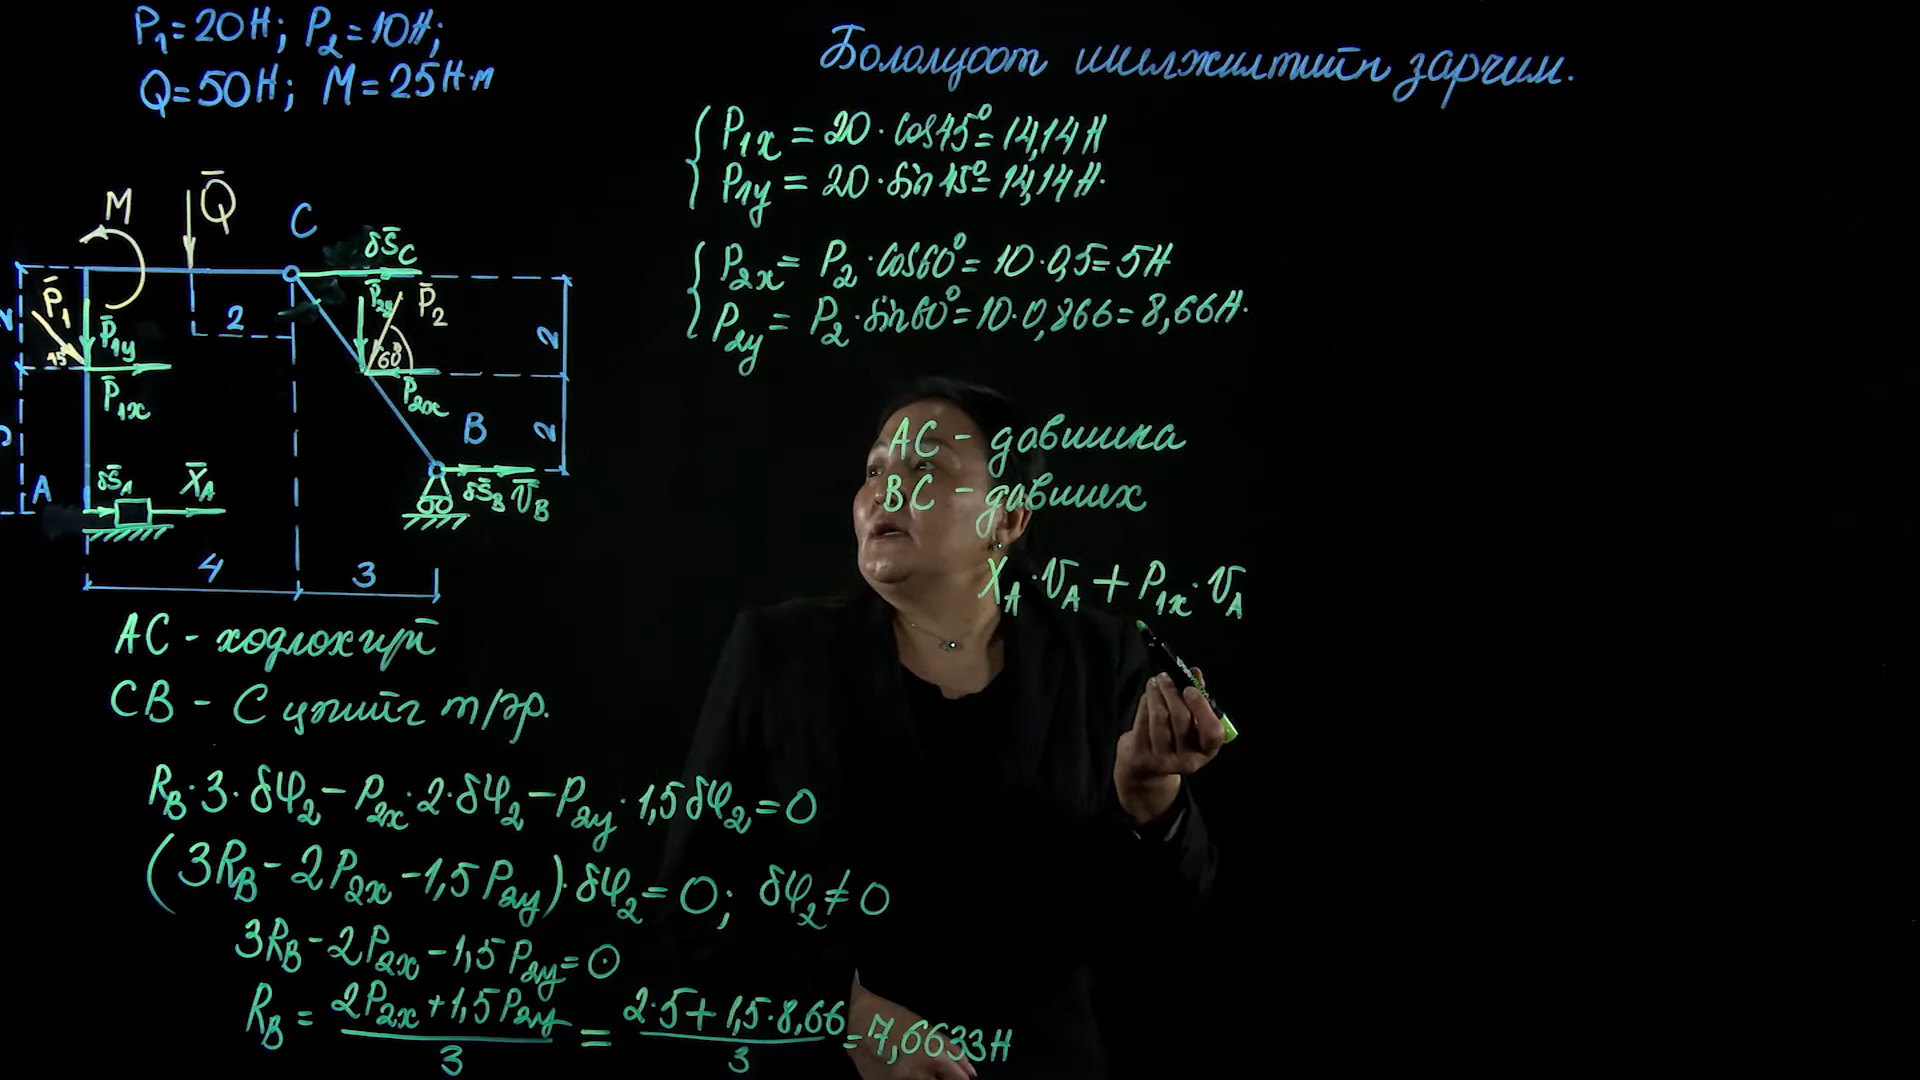 P₁=20H; P₂=10H;
Q=50H; M=25H·м
Бололцоот шилжилтийн зарчим.
P₁ₓ = 20·cos45°= 14,14H
P₁y = 20·sin45°= 14,14H.
P₂ₓ= P₂·cos60°= 10·0,5= 5H
P₂y= P₂·sin60°= 10·0,866= 8,66H.
M
Q̄
C
δS̄c
P̄₁
P̄₁y
45°
P̄₁ₓ
2
P̄₂y
P̄₂
60°
P̄₂ₓ
2
2
B
A
δS̄A
X̄A
δS̄B
V̄B
4
3
AC - давшина
BC - давших
XA·VA + P₁ₓ·VA
AC - ходлохгүй
CB - C цэгийг т/эр.
RB·3·δφ₂ - P₂ₓ·2·δφ₂ - P₂y·1,5δφ₂ = 0
(3RB - 2P₂ₓ - 1,5P₂y)·δφ₂ = 0; δφ₂ ≠ 0
3RB - 2P₂ₓ - 1,5P₂y = 0
RB = (2P₂ₓ + 1,5P₂y)/3 = (2·5 + 1,5·8,66)/3 = 7,6633H